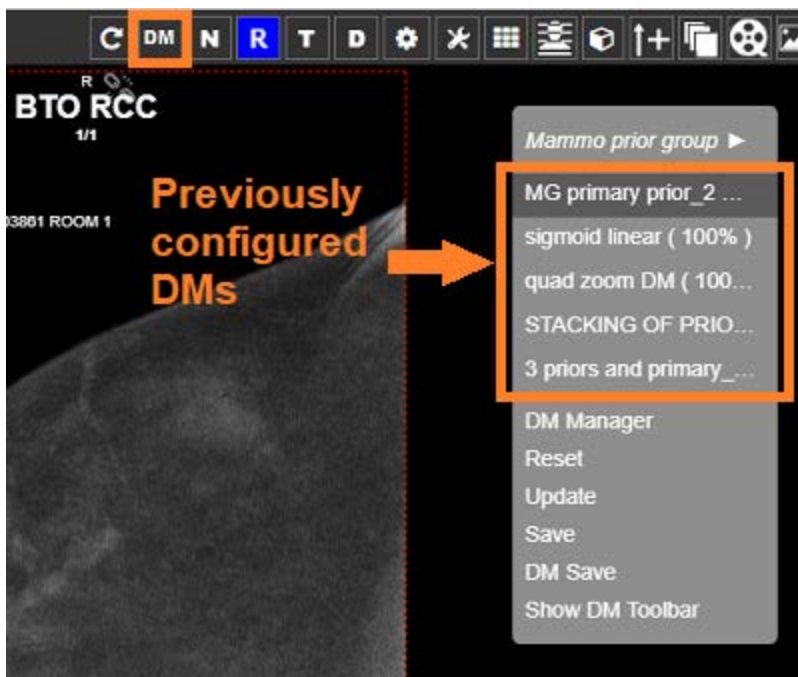 DM N R T D
R
BTO RCC
1/1
03861 ROOM 1
Previously
configured
DMs
Mammo prior group ►
MG primary prior_2 ...
sigmoid linear ( 100% )
quad zoom DM ( 100...
STACKING OF PRIO...
3 priors and primary_...
DM Manager
Reset
Update
Save
DM Save
Show DM Toolbar